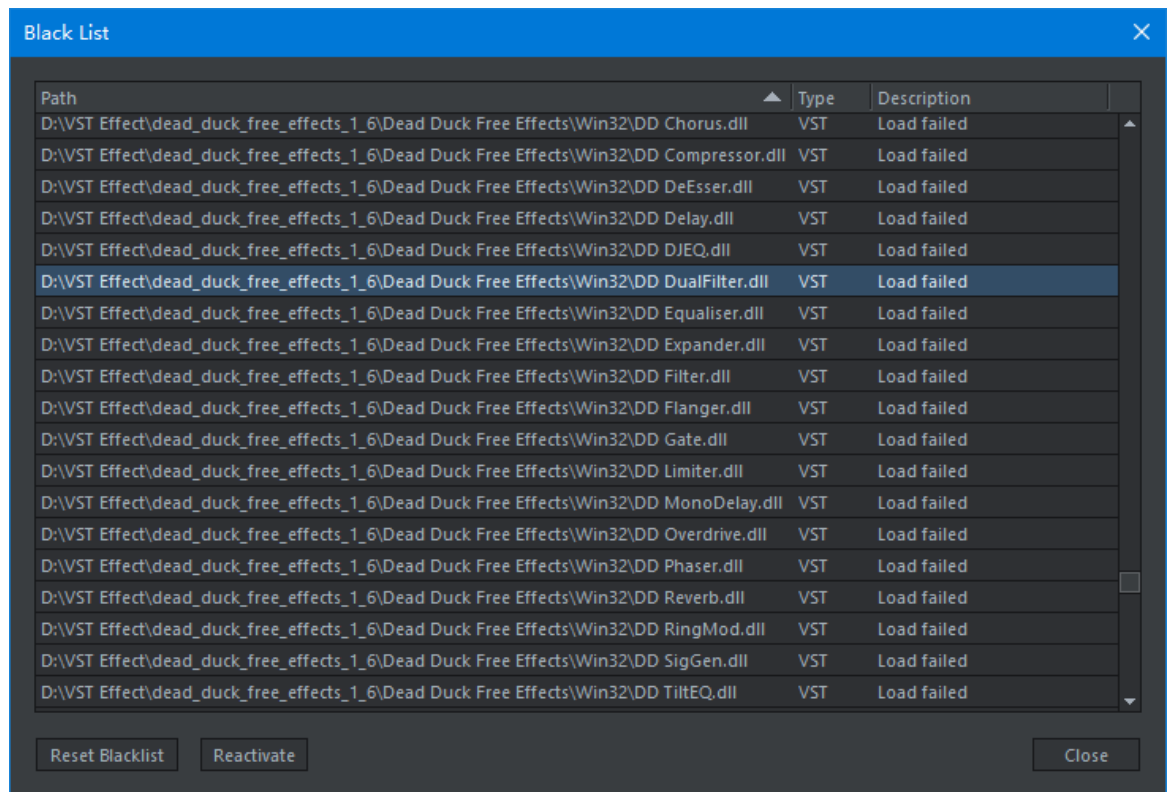 Black List
Path Type Description
D:\VST Effect\dead_duck_free_effects_1_6\Dead Duck Free Effects\Win32\DD Chorus.dll VST Load failed
D:\VST Effect\dead_duck_free_effects_1_6\Dead Duck Free Effects\Win32\DD Compressor.dll VST Load failed
D:\VST Effect\dead_duck_free_effects_1_6\Dead Duck Free Effects\Win32\DD DeEsser.dll VST Load failed
D:\VST Effect\dead_duck_free_effects_1_6\Dead Duck Free Effects\Win32\DD Delay.dll VST Load failed
D:\VST Effect\dead_duck_free_effects_1_6\Dead Duck Free Effects\Win32\DD DJEQ.dll VST Load failed
D:\VST Effect\dead_duck_free_effects_1_6\Dead Duck Free Effects\Win32\DD DualFilter.dll VST Load failed
D:\VST Effect\dead_duck_free_effects_1_6\Dead Duck Free Effects\Win32\DD Equaliser.dll VST Load failed
D:\VST Effect\dead_duck_free_effects_1_6\Dead Duck Free Effects\Win32\DD Expander.dll VST Load failed
D:\VST Effect\dead_duck_free_effects_1_6\Dead Duck Free Effects\Win32\DD Filter.dll VST Load failed
D:\VST Effect\dead_duck_free_effects_1_6\Dead Duck Free Effects\Win32\DD Flanger.dll VST Load failed
D:\VST Effect\dead_duck_free_effects_1_6\Dead Duck Free Effects\Win32\DD Gate.dll VST Load failed
D:\VST Effect\dead_duck_free_effects_1_6\Dead Duck Free Effects\Win32\DD Limiter.dll VST Load failed
D:\VST Effect\dead_duck_free_effects_1_6\Dead Duck Free Effects\Win32\DD MonoDelay.dll VST Load failed
D:\VST Effect\dead_duck_free_effects_1_6\Dead Duck Free Effects\Win32\DD Overdrive.dll VST Load failed
D:\VST Effect\dead_duck_free_effects_1_6\Dead Duck Free Effects\Win32\DD Phaser.dll VST Load failed
D:\VST Effect\dead_duck_free_effects_1_6\Dead Duck Free Effects\Win32\DD Reverb.dll VST Load failed
D:\VST Effect\dead_duck_free_effects_1_6\Dead Duck Free Effects\Win32\DD RingMod.dll VST Load failed
D:\VST Effect\dead_duck_free_effects_1_6\Dead Duck Free Effects\Win32\DD SigGen.dll VST Load failed
D:\VST Effect\dead_duck_free_effects_1_6\Dead Duck Free Effects\Win32\DD TiltEQ.dll VST Load failed
Reset Blacklist Reactivate Close